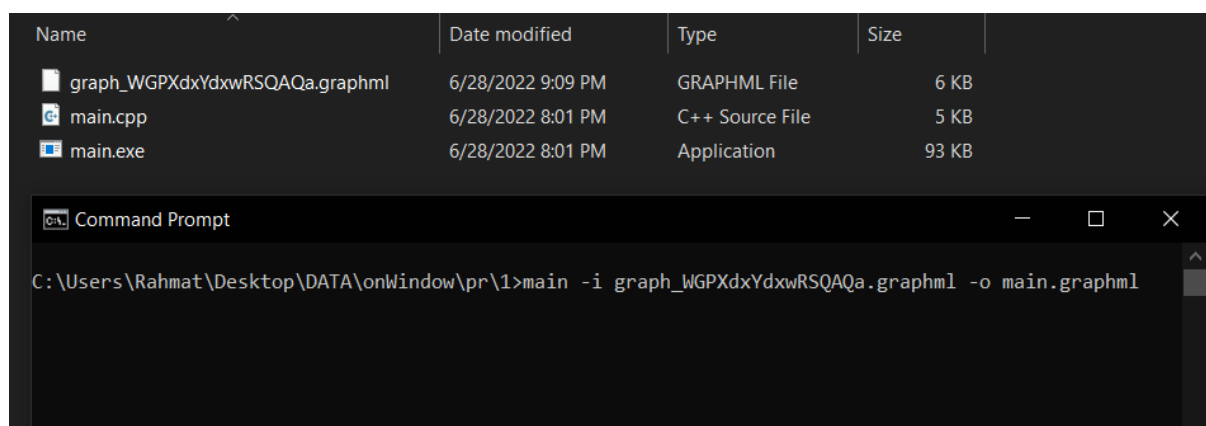 Name Date modified Type Size
graph_WGPXdxYdxwRSQAQa.graphml 6/28/2022 9:09 PM GRAPHML File 6 KB
main.cpp 6/28/2022 8:01 PM C++ Source File 5 KB
main.exe 6/28/2022 8:01 PM Application 93 KB
Command Prompt
C:\Users\Rahmat\Desktop\DATA\onWindow\pr\1>main -i graph_WGPXdxYdxwRSQAQa.graphml -o main.graphml